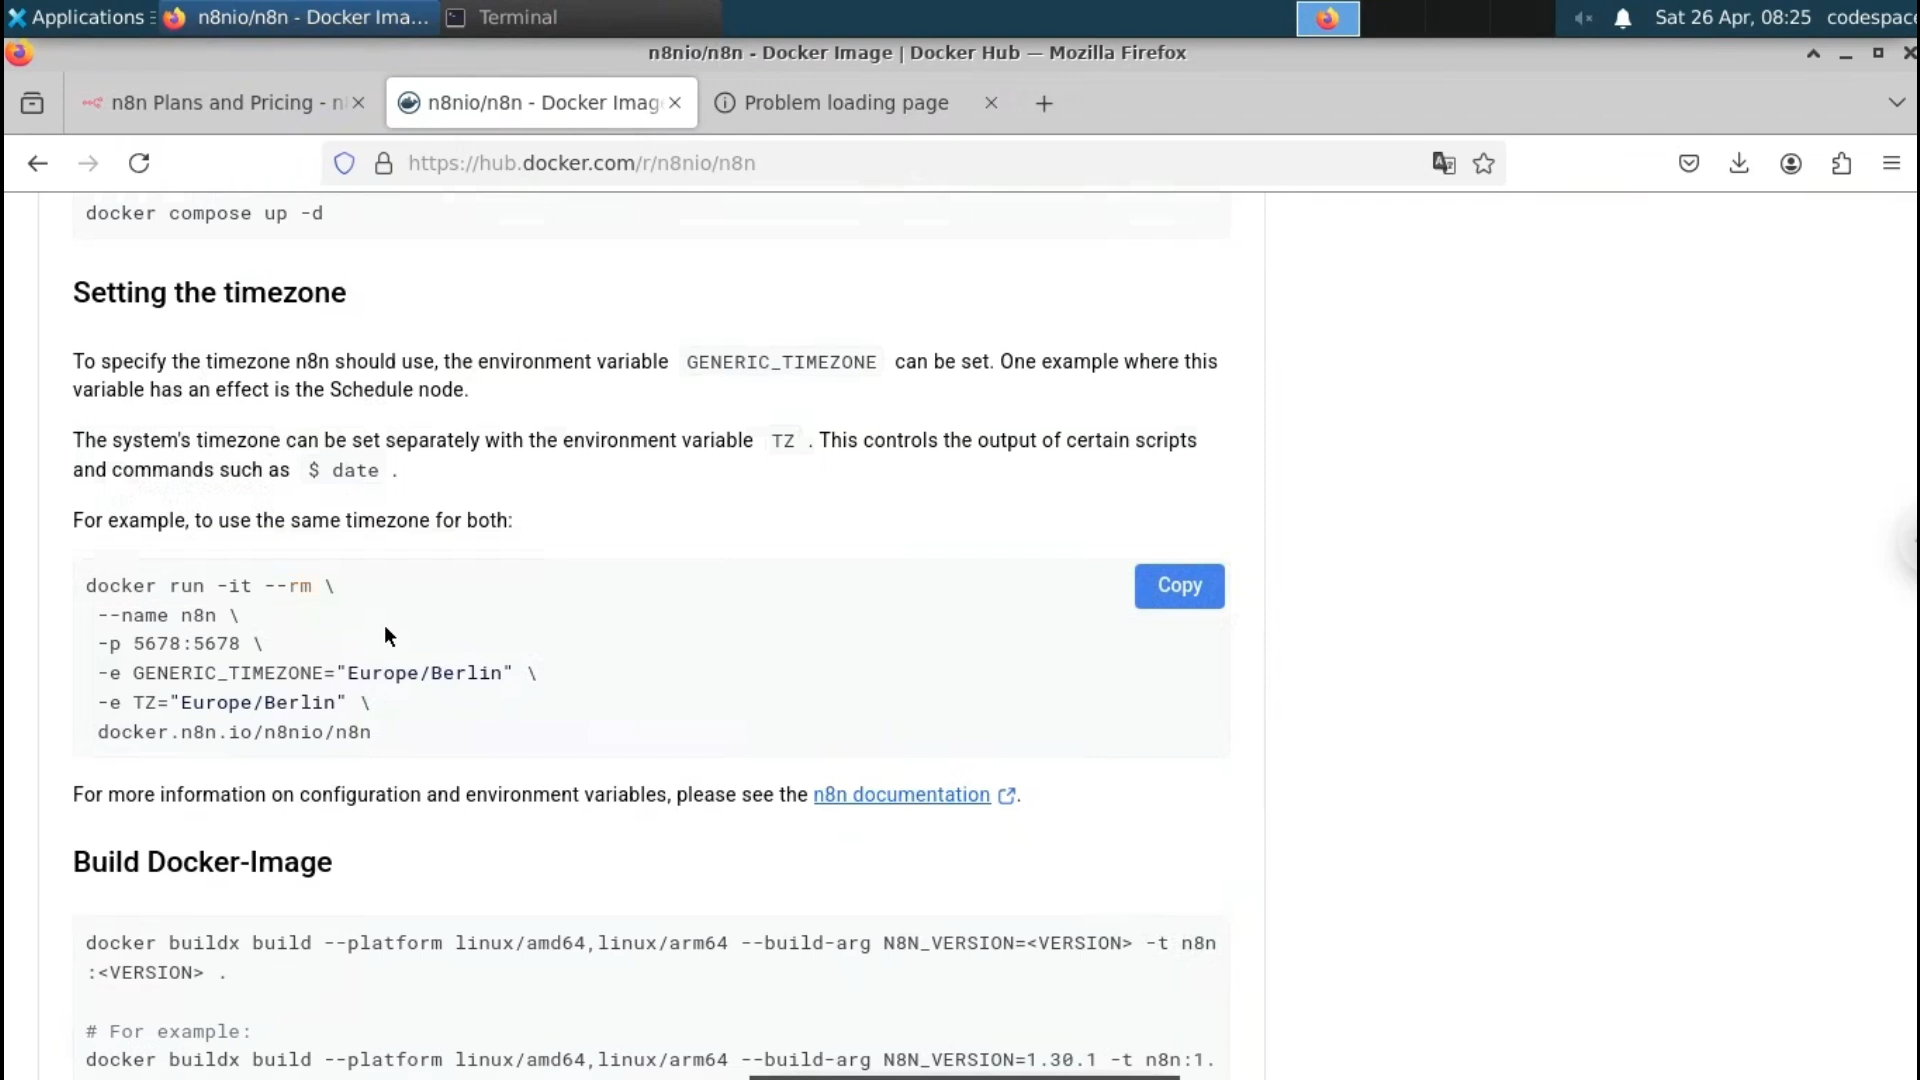 Applications
n8nio/n8n - Docker Ima...
Terminal
Sat 26 Apr, 08:25
codespace
n8nio/n8n - Docker Image | Docker Hub — Mozilla Firefox
n8n Plans and Pricing - n
n8nio/n8n - Docker Imag
Problem loading page
https://hub.docker.com/r/n8nio/n8n
docker compose up -d
Setting the timezone
To specify the timezone n8n should use, the environment variable GENERIC_TIMEZONE can be set. One example where this
variable has an effect is the Schedule node.
The system's timezone can be set separately with the environment variable TZ . This controls the output of certain scripts
and commands such as $ date .
For example, to use the same timezone for both:
docker run -it --rm \
Copy
--name n8n \
-p 5678:5678 \
-e GENERIC_TIMEZONE="Europe/Berlin" \
-e TZ="Europe/Berlin" \
docker.n8n.io/n8nio/n8n
For more information on configuration and environment variables, please see the n8n documentation .
Build Docker-Image
docker buildx build --platform linux/amd64,linux/arm64 --build-arg N8N_VERSION=<VERSION> -t n8n
:<VERSION> .
# For example:
docker buildx build --platform linux/amd64,linux/arm64 --build-arg N8N_VERSION=1.30.1 -t n8n:1.